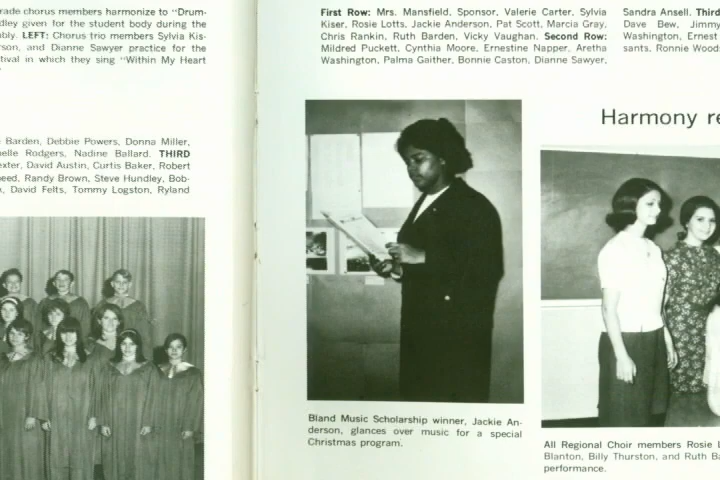 rade chorus members harmonize to "Drum-
dley given for the student body during the
bly. LEFT: Chorus trio members Sylvia Kis-
rson, and Dianne Sawyer practice for the
tival in which they sing "Within My Heart
Barden, Debbie Powers, Donna Miller,
elle Rodgers, Nadine Ballard. THIRD
exter, David Austin, Curtis Baker, Robert
eed, Randy Brown, Steve Hundley, Bob-
, David Felts, Tommy Logston, Ryland
First Row: Mrs. Mansfield, Sponsor, Valerie Carter, Sylvia
Kiser, Rosie Lotts, Jackie Anderson, Pat Scott, Marcia Gray,
Chris Rankin, Ruth Barden, Vicky Vaughan. Second Row:
Mildred Puckett, Cynthia Moore, Ernestine Napper, Aretha
Washington, Palma Gaither, Bonnie Caston, Dianne Sawyer,
Sandra Ansell. Third
Dave Bew, Jimmy
Washington, Ernest
sants, Ronnie Woods
Harmony re
Bland Music Scholarship winner, Jackie An-
derson, glances over music for a special
Christmas program.
All Regional Choir members Rosie L
Blanton, Billy Thurston, and Ruth Ba
performance.